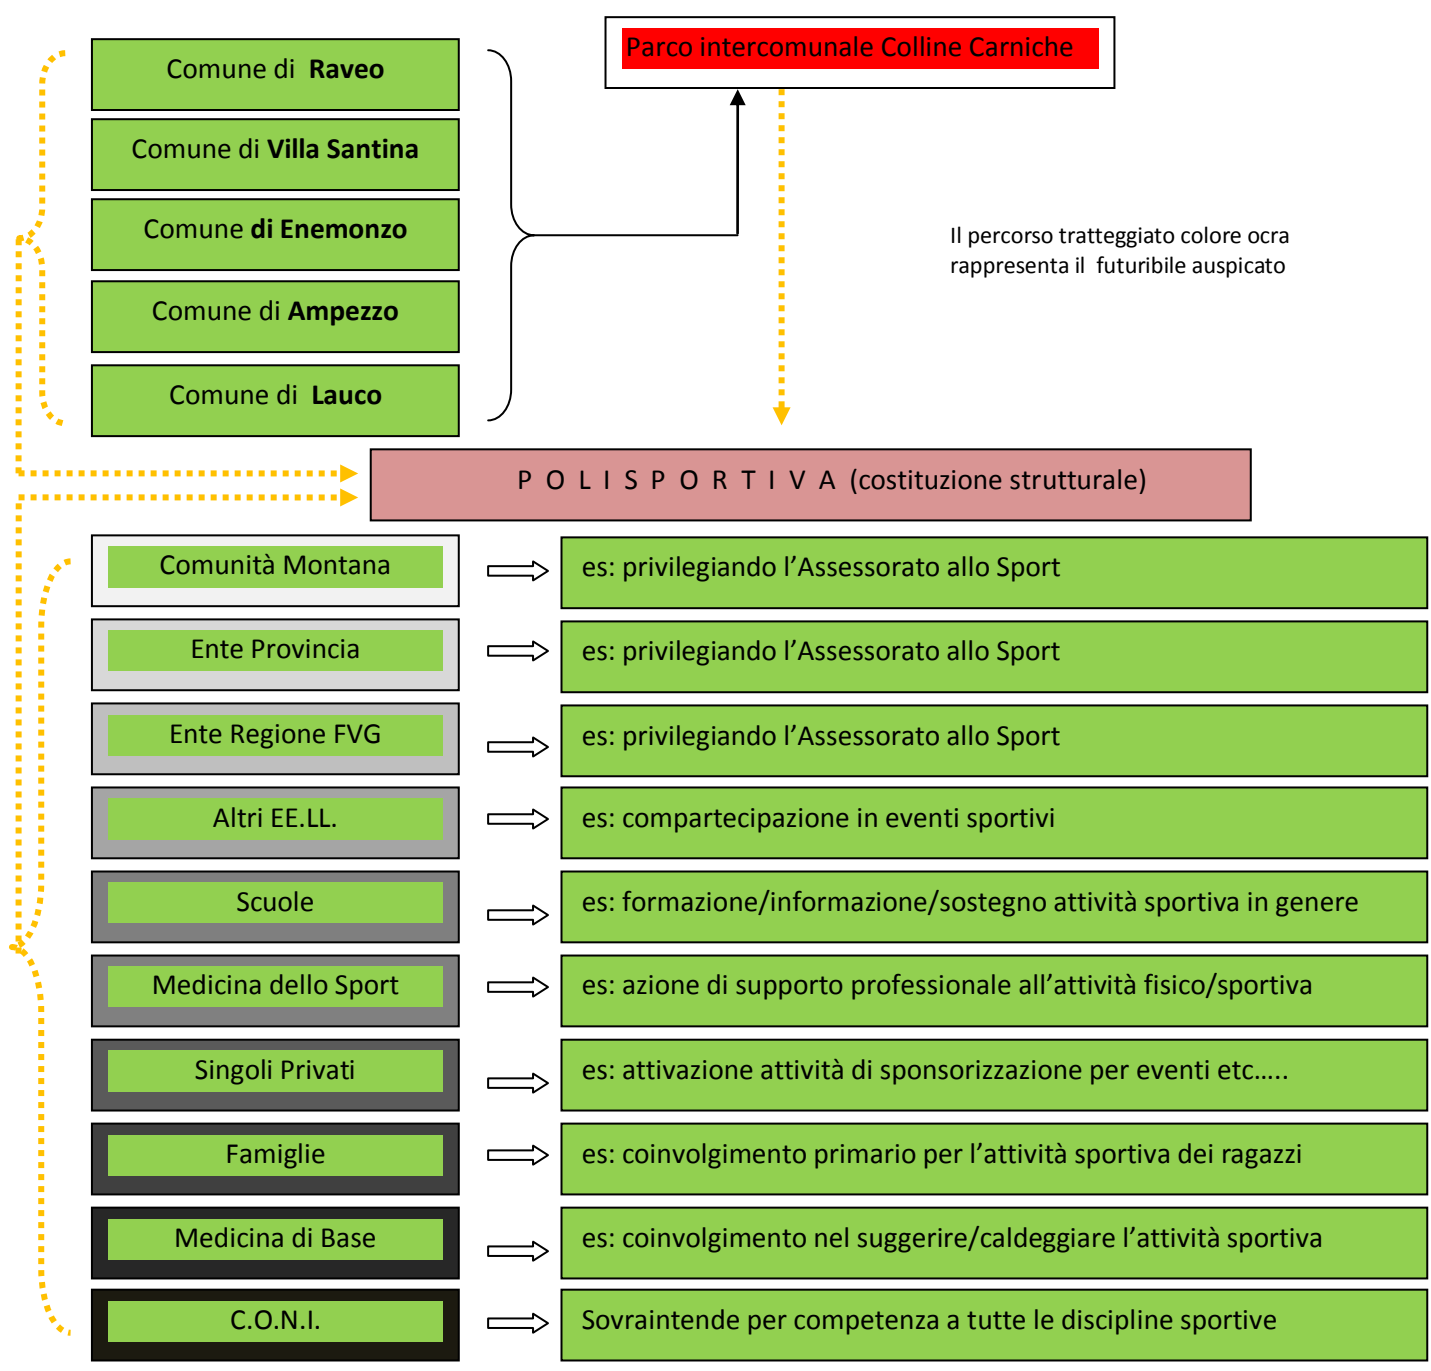 Parco intercomunale Colline Carniche
Comune di Raveo
Comune di Villa Santina
Comune di Enemonzo
Comune di Ampezzo
Comune di Lauco
Il percorso tratteggiato colore ocra
rappresenta il futuribile auspicato
P O L I S P O R T I V A (costituzione strutturale)
Comunità Montana
es: privilegiando l’Assessorato allo Sport
Ente Provincia
es: privilegiando l’Assessorato allo Sport
Ente Regione FVG
es: privilegiando l’Assessorato allo Sport
Altri EE.LL.
es: compartecipazione in eventi sportivi
Scuole
es: formazione/informazione/sostegno attività sportiva in genere
Medicina dello Sport
es: azione di supporto professionale all’attività fisico/sportiva
Singoli Privati
es: attivazione attività di sponsorizzazione per eventi etc…..
Famiglie
es: coinvolgimento primario per l’attività sportiva dei ragazzi
Medicina di Base
es: coinvolgimento nel suggerire/caldeggiare l’attività sportiva
C.O.N.I.
Sovraintende per competenza a tutte le discipline sportive